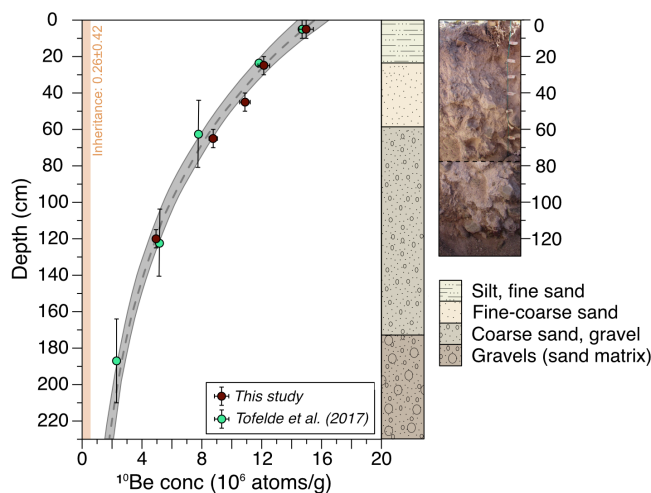 0
20
40
60
80
100
120
140
160
180
200
220
Depth (cm)
Inheritance: 0.26±0.42
This study
Tofelde et al. (2017)
0 4 8 12 16 20
¹⁰Be conc (10⁶ atoms/g)
0
20
40
60
80
100
120
Silt, fine sand
Fine-coarse sand
Coarse sand, gravel
Gravels (sand matrix)